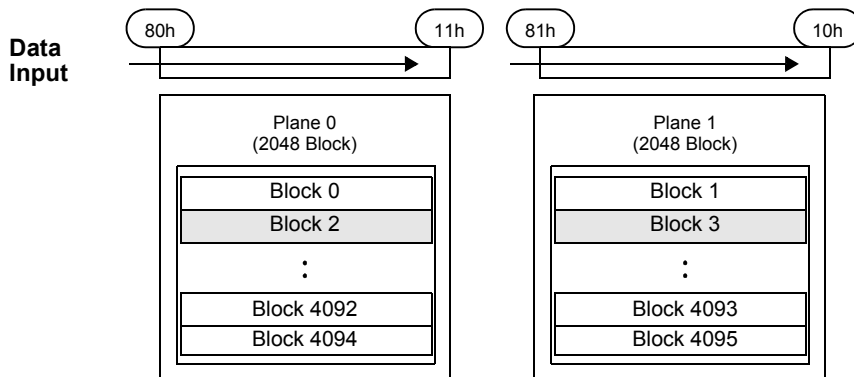 80h
11h
81h
10h
Data
Input
Plane 0
(2048 Block)
Block 0
Block 2
:
Block 4092
Block 4094
Plane 1
(2048 Block)
Block 1
Block 3
:
Block 4093
Block 4095